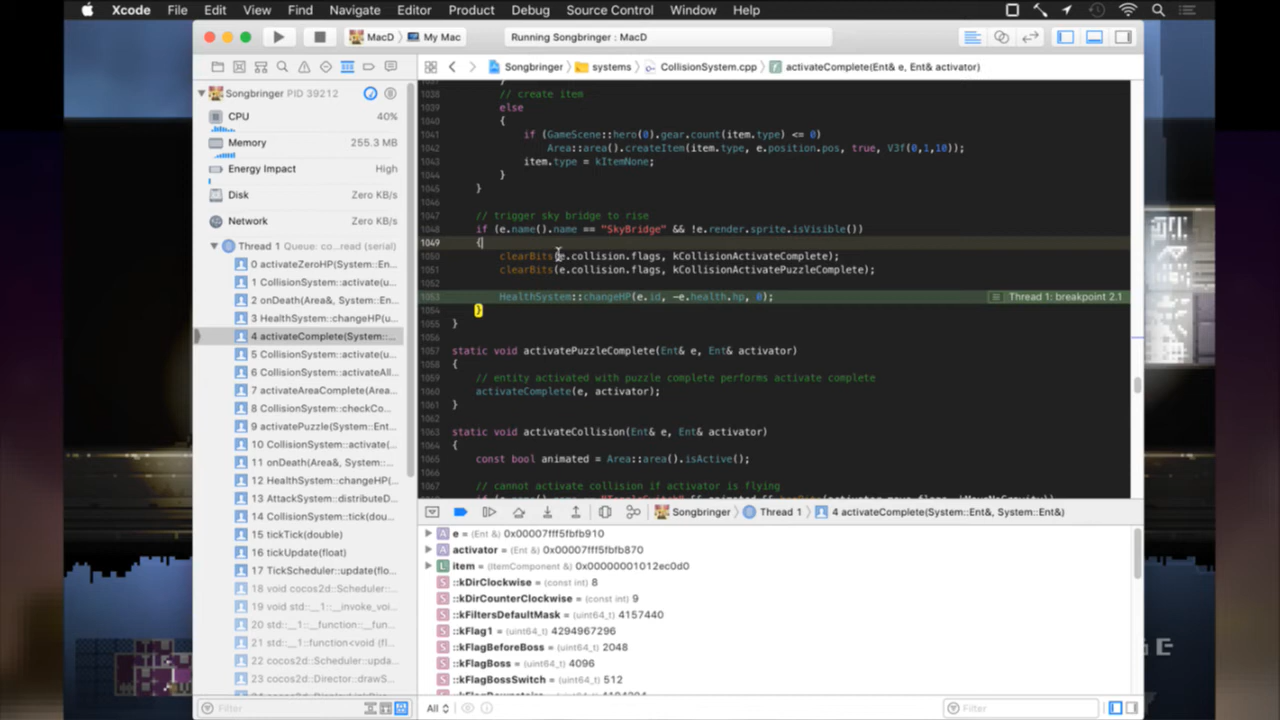 Xcode File Edit View Find Navigate Editor Product Debug Source Control Window Help
MacD My Mac
Running Songbringer : MacD
Songbringer systems CollisionSystem.cpp activateComplete(Ent& e, Ent& activator)
Songbringer PID 39212
CPU 40%
Memory 255.3 MB
Energy Impact High
Disk Zero KB/s
Network Zero KB/s
Thread 1 Queue: co...read (serial)
0 activateZeroHP(System::En...
1 CollisionSystem::activate(u...
2 onDeath(Area&, System::...
3 HealthSystem::changeHP(u...
4 activateComplete(System::...
5 CollisionSystem::activate(u...
6 CollisionSystem::activateAll...
7 activateAreaComplete(Area...
8 CollisionSystem::checkCo...
9 activatePuzzle(System::Ent...
10 CollisionSystem::activate(...
11 onDeath(Area&, System::...
12 HealthSystem::changeHP(...
13 AttackSystem::distributeD...
14 CollisionSystem::tick(dou...
15 tickTick(double)
16 tickUpdate(float)
17 TickScheduler::update(flo...
18 void cocos2d::Scheduler:...
19 void std::__1::__invoke_voi...
20 std::__1::__function::__fun...
21 std::__1::function<void (fl...
22 cocos2d::Scheduler::upda...
23 cocos2d::Director::drawS...
Filter
1038 // create item
1039 else
1040 {
1041 if (GameScene::hero(0).gear.count(item.type) <= 0)
1042 Area::area().createItem(item.type, e.position.pos, true, V3f(0,1,10));
1043 item.type = kItemNone;
1044 }
1045 }
1046
1047 // trigger sky bridge to rise
1048 if (e.name().name == "SkyBridge" && !e.render.sprite.isVisible())
1049 {
1050 clearBits(e.collision.flags, kCollisionActivateComplete);
1051 clearBits(e.collision.flags, kCollisionActivatePuzzleComplete);
1052
1053 HealthSystem::changeHP(e.id, -e.health.hp, 0); Thread 1: breakpoint 2.1
1054 }
1055 }
1056
1057 static void activatePuzzleComplete(Ent& e, Ent& activator)
1058 {
1059 // entity activated with puzzle complete performs activate complete
1060 activateComplete(e, activator);
1061 }
1062
1063 static void activateCollision(Ent& e, Ent& activator)
1064 {
1065 const bool animated = Area::area().isActive();
1066
1067 // cannot activate collision if activator is flying
Songbringer Thread 1 4 activateComplete(System::Ent&, System::Ent&)
e = (Ent &) 0x00007fff5fbfb910
activator = (Ent &) 0x00007fff5fbfb870
item = (ItemComponent &) 0x00000001012ec0d0
::kDirClockwise = (const int) 8
::kDirCounterClockwise = (const int) 9
::kFiltersDefaultMask = (uint64_t) 4157440
::kFlag1 = (uint64_t) 4294967296
::kFlagBeforeBoss = (uint64_t) 2048
::kFlagBoss = (uint64_t) 4096
::kFlagBossSwitch = (uint64_t) 512
All
Filter